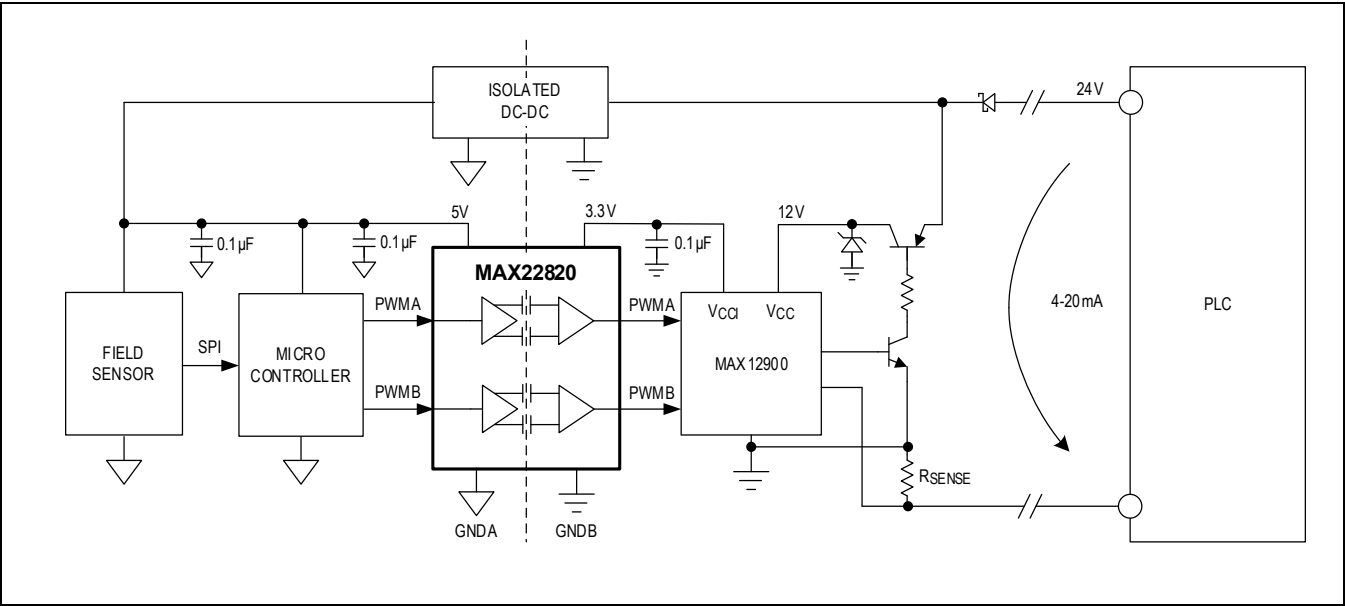 ISOLATED
DC-DC
24V
5V
3.3V
12V
0.1µF
0.1µF
0.1µF
MAX22820
PWMA
PWMA
VCCI
VCC
4-20mA
PLC
FIELD
SENSOR
SPI
MICRO
CONTROLLER
MAX12900
PWMB
PWMB
RSENSE
GNDA
GNDB